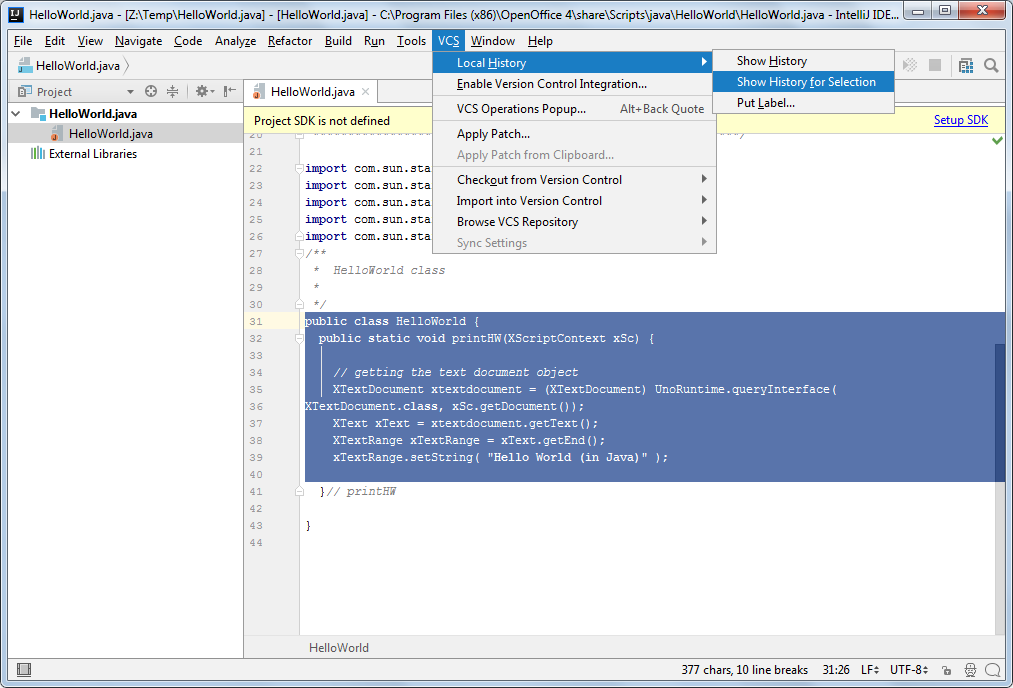 HelloWorld.java - [Z:\Temp\HelloWorld.java] - [HelloWorld.java] - C:\Program Files (x86)\OpenOffice 4\share\Scripts\java\HelloWorld\HelloWorld.java - IntelliJ IDE...
File Edit View Navigate Code Analyze Refactor Build Run Tools VCS Window Help
HelloWorld.java
Local History
Show History
Enable Version Control Integration...
Show History for Selection
VCS Operations Popup... Alt+Back Quote
Put Label...
Apply Patch...
Apply Patch from Clipboard...
Checkout from Version Control
Import into Version Control
Browse VCS Repository
Sync Settings
Project
HelloWorld.java
HelloWorld.java
HelloWorld.java
External Libraries
Project SDK is not defined Setup SDK
20
21
22 import com.sun.sta
23 import com.sun.sta
24 import com.sun.sta
25 import com.sun.sta
26 import com.sun.sta
27 /**
28 * HelloWorld class
29 *
30 */
31 public class HelloWorld {
32 public static void printHW(XScriptContext xSc) {
33
34 // getting the text document object
35 XTextDocument xtextdocument = (XTextDocument) UnoRuntime.queryInterface(
36 XTextDocument.class, xSc.getDocument());
37 XText xText = xtextdocument.getText();
38 XTextRange xTextRange = xText.getEnd();
39 xTextRange.setString( "Hello World (in Java)" );
40
41 }// printHW
42
43 }
44
HelloWorld
377 chars, 10 line breaks 31:26 LF UTF-8